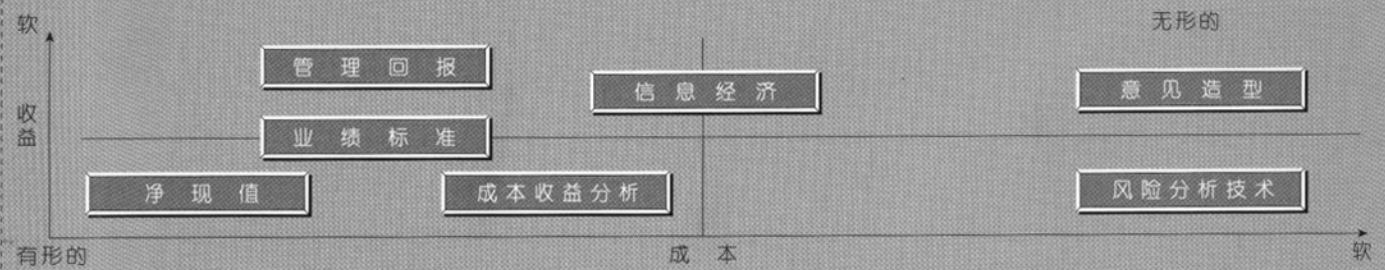 软
无形的
管理回报
信息经济
意见造型
收益
业绩标准
净现值
成本收益分析
风险分析技术
有形的
成本
软